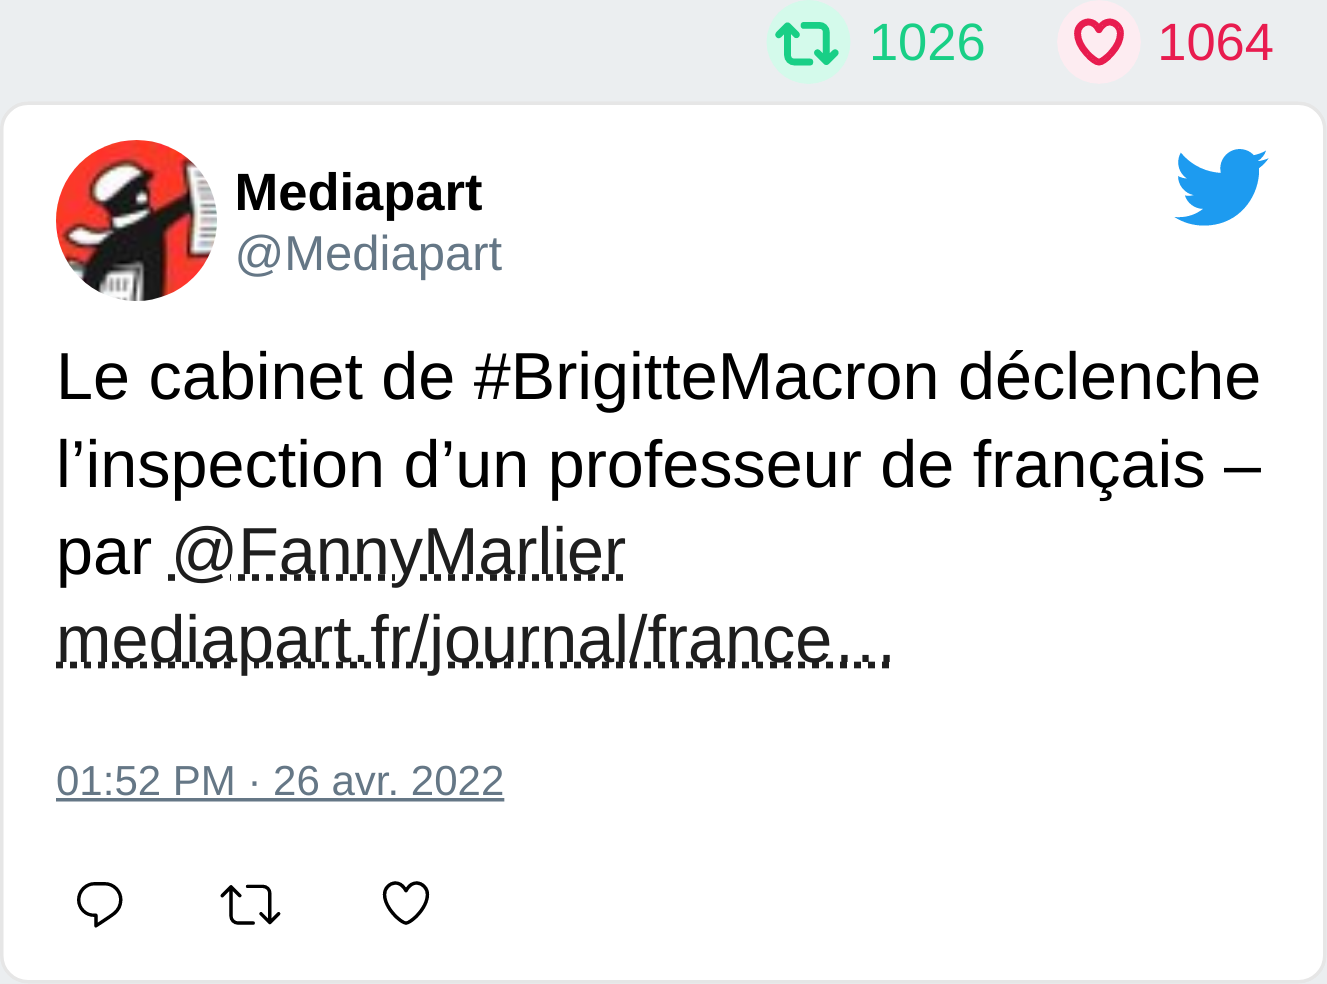 1026 1064
Mediapart
@Mediapart
Le cabinet de #BrigitteMacron déclenche
l’inspection d’un professeur de français –
par @FannyMarlier
mediapart.fr/journal/france…
01:52 PM · 26 avr. 2022